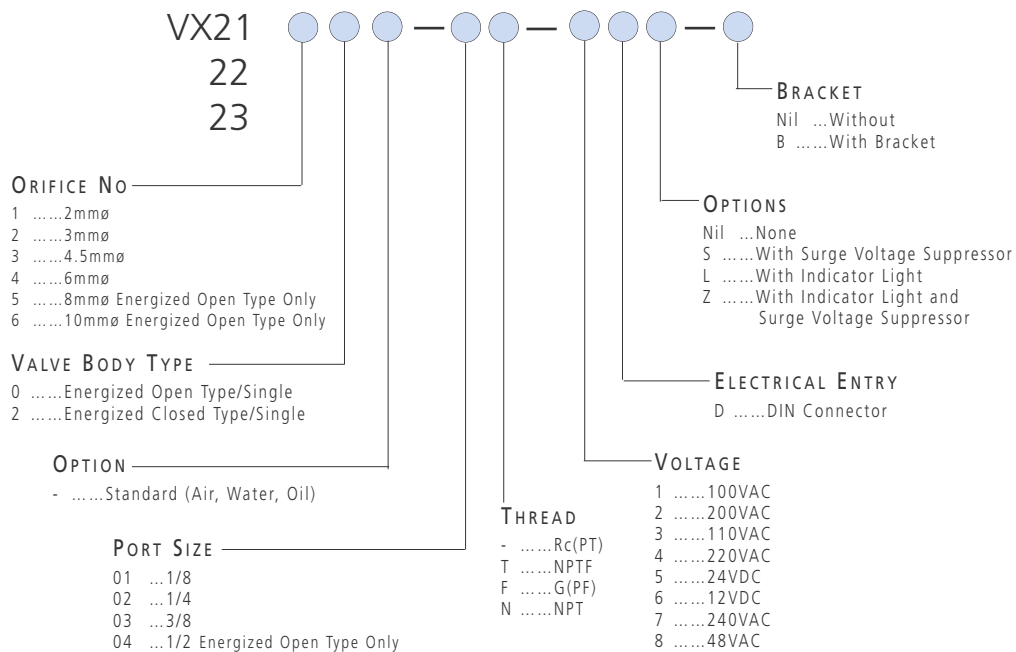 VX21
22
23
BRACKET
Nil ...Without
B ......With Bracket
ORIFICE NO
1 ......2mmø
2 ......3mmø
3 ......4.5mmø
4 ......6mmø
5 ......8mmø Energized Open Type Only
6 ......10mmø Energized Open Type Only
OPTIONS
Nil ...None
S ......With Surge Voltage Suppressor
L ......With Indicator Light
Z ......With Indicator Light and
Surge Voltage Suppressor
VALVE BODY TYPE
0 ......Energized Open Type/Single
2 ......Energized Closed Type/Single
ELECTRICAL ENTRY
D ......DIN Connector
OPTION
- ......Standard (Air, Water, Oil)
VOLTAGE
1 ......100VAC
2 ......200VAC
3 ......110VAC
4 ......220VAC
5 ......24VDC
6 ......12VDC
7 ......240VAC
8 ......48VAC
THREAD
- ......Rc(PT)
T ......NPTF
F ......G(PF)
N ......NPT
PORT SIZE
01 ...1/8
02 ...1/4
03 ...3/8
04 ...1/2 Energized Open Type Only